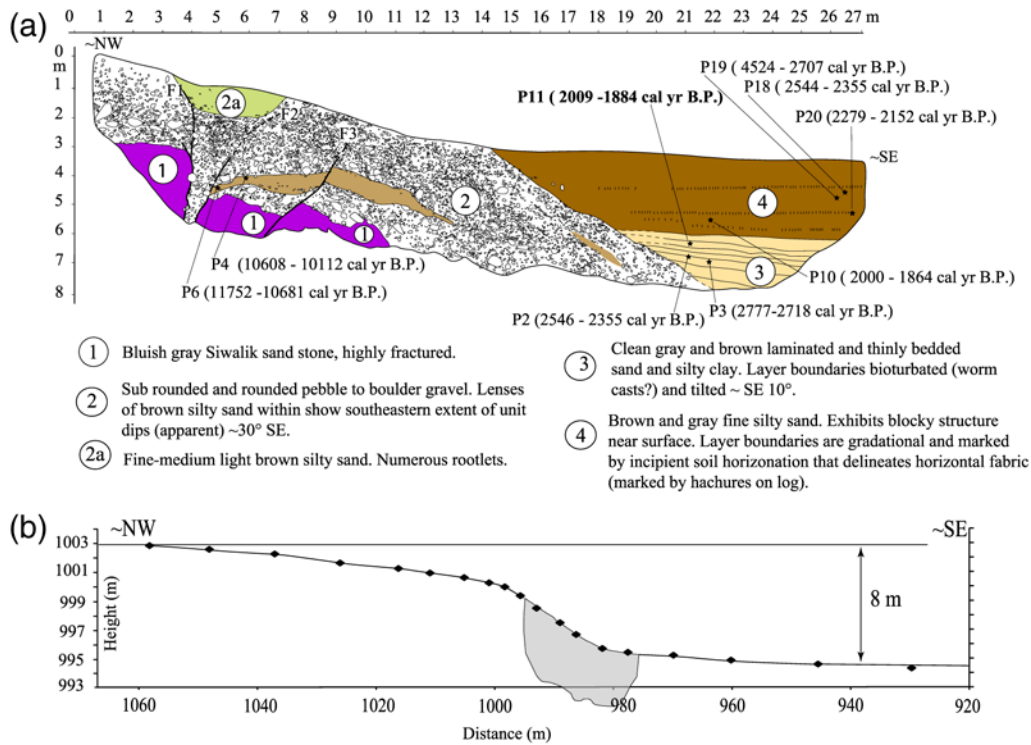 (a)
0 1 2 3 4 5 6 7 8 9 10 11 12 13 14 15 16 17 18 19 20 21 22 23 24 25 26 27 m
~NW
0
m
1
2
3
4
5
6
7
8
F1
2a
F2
F3
1
1
1
2
3
4
P19 ( 4524 - 2707 cal yr B.P.)
P18 ( 2544 - 2355 cal yr B.P.)
P11 ( 2009 -1884 cal yr B.P.)
P20 (2279 - 2152 cal yr B.P.)
~SE
P4 (10608 - 10112 cal yr B.P.)
P10 ( 2000 - 1864 cal yr B.P.)
P6 (11752 -10681 cal yr B.P.)
P2 (2546 - 2355 cal yr B.P.)
P3 (2777-2718 cal yr B.P.)
1 Bluish gray Siwalik sand stone, highly fractured.
2 Sub rounded and rounded pebble to boulder gravel. Lenses
of brown silty sand within show southeastern extent of unit
dips (apparent) ~30° SE.
2a Fine-medium light brown silty sand. Numerous rootlets.
3 Clean gray and brown laminated and thinly bedded
sand and silty clay. Layer boundaries bioturbated (worm
casts?) and tilted ~ SE 10°.
4 Brown and gray fine silty sand. Exhibits blocky structure
near surface. Layer boundaries are gradational and marked
by incipient soil horizonation that delineates horizontal fabric
(marked by hachures on log).
(b)
~NW
~SE
1003
1001
999
997
995
993
Height (m)
8 m
1060 1040 1020 1000 980 960 940 920
Distance (m)